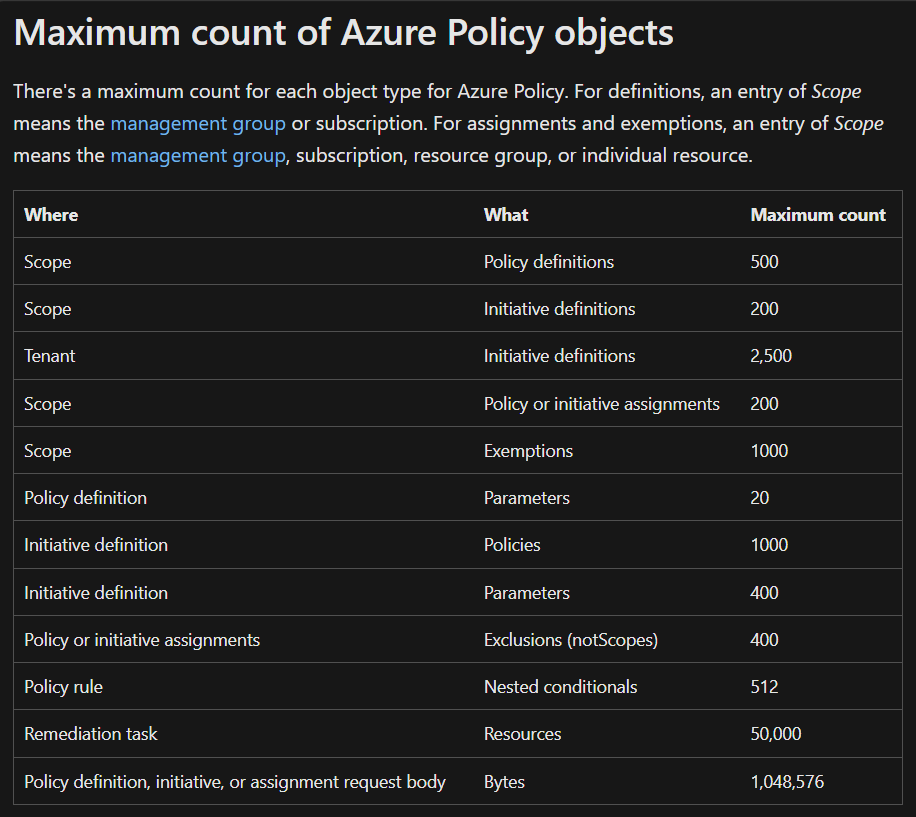 Maximum count of Azure Policy objects
There's a maximum count for each object type for Azure Policy. For definitions, an entry of Scope
means the management group or subscription. For assignments and exemptions, an entry of Scope
means the management group, subscription, resource group, or individual resource.
Where What Maximum count
Scope Policy definitions 500
Scope Initiative definitions 200
Tenant Initiative definitions 2,500
Scope Policy or initiative assignments 200
Scope Exemptions 1000
Policy definition Parameters 20
Initiative definition Policies 1000
Initiative definition Parameters 400
Policy or initiative assignments Exclusions (notScopes) 400
Policy rule Nested conditionals 512
Remediation task Resources 50,000
Policy definition, initiative, or assignment request body Bytes 1,048,576